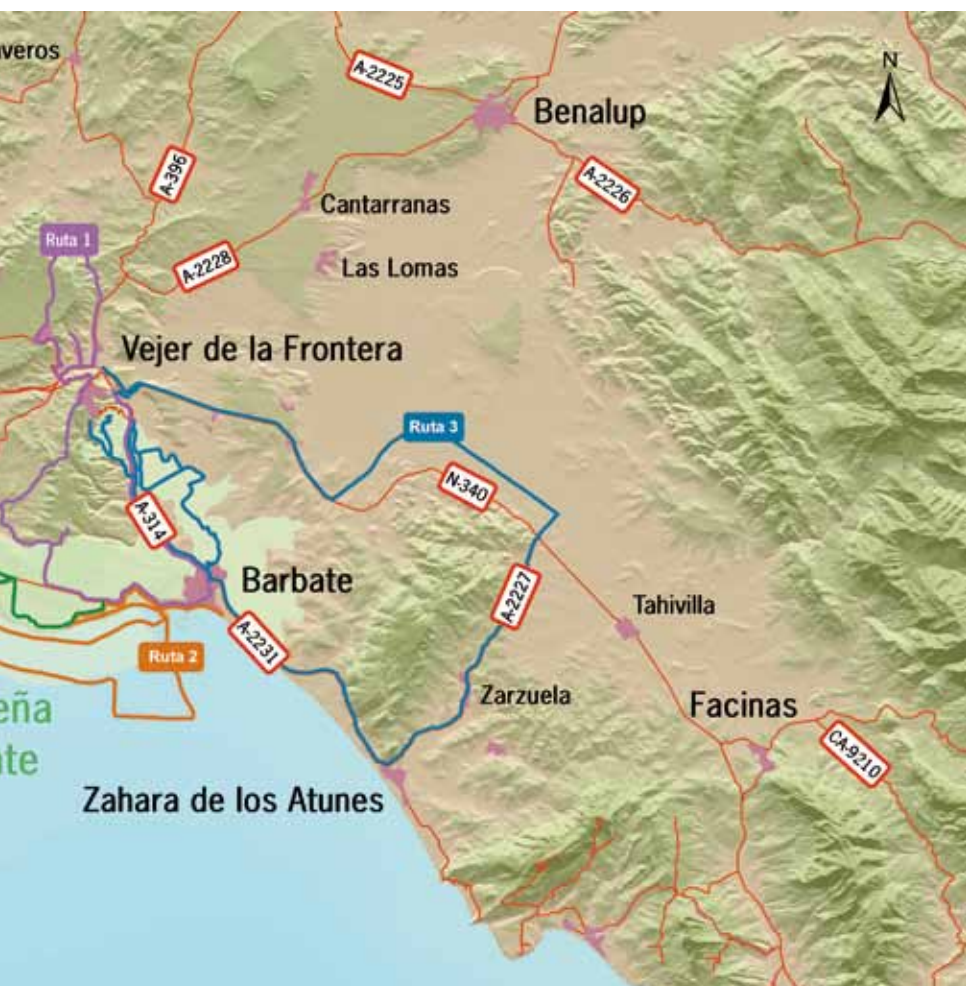 veros
N
A-2225
Benalup
A-396
A-2226
Cantarranas
Ruta 1
A-2228
Las Lomas
Vejer de la Frontera
Ruta 3
N-340
A-314
Barbate
A-2227
Tahivilla
A-2231
Ruta 2
Zarzuela
eña
Facinas
nte
CA-9210
Zahara de los Atunes